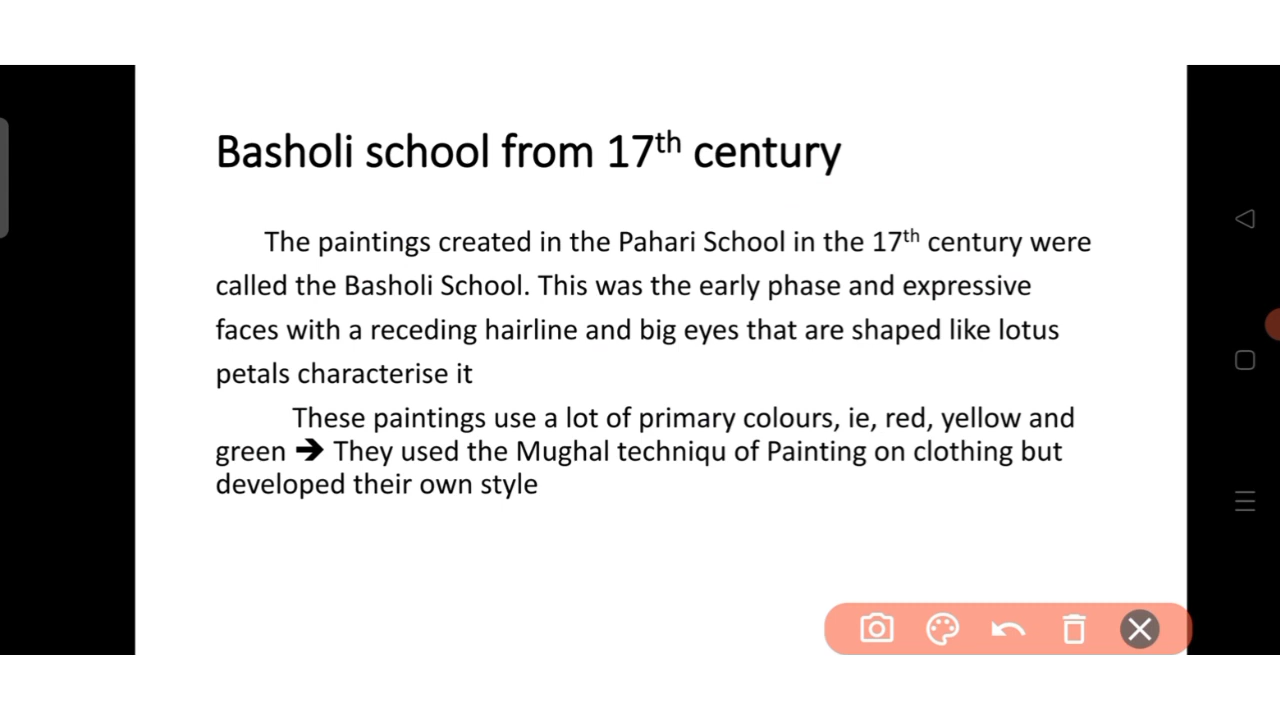 Basholi school from 17th century
The paintings created in the Pahari School in the 17th century were
called the Basholi School. This was the early phase and expressive
faces with a receding hairline and big eyes that are shaped like lotus
petals characterise it
These paintings use a lot of primary colours, ie, red, yellow and
green ➔ They used the Mughal techniqu of Painting on clothing but
developed their own style